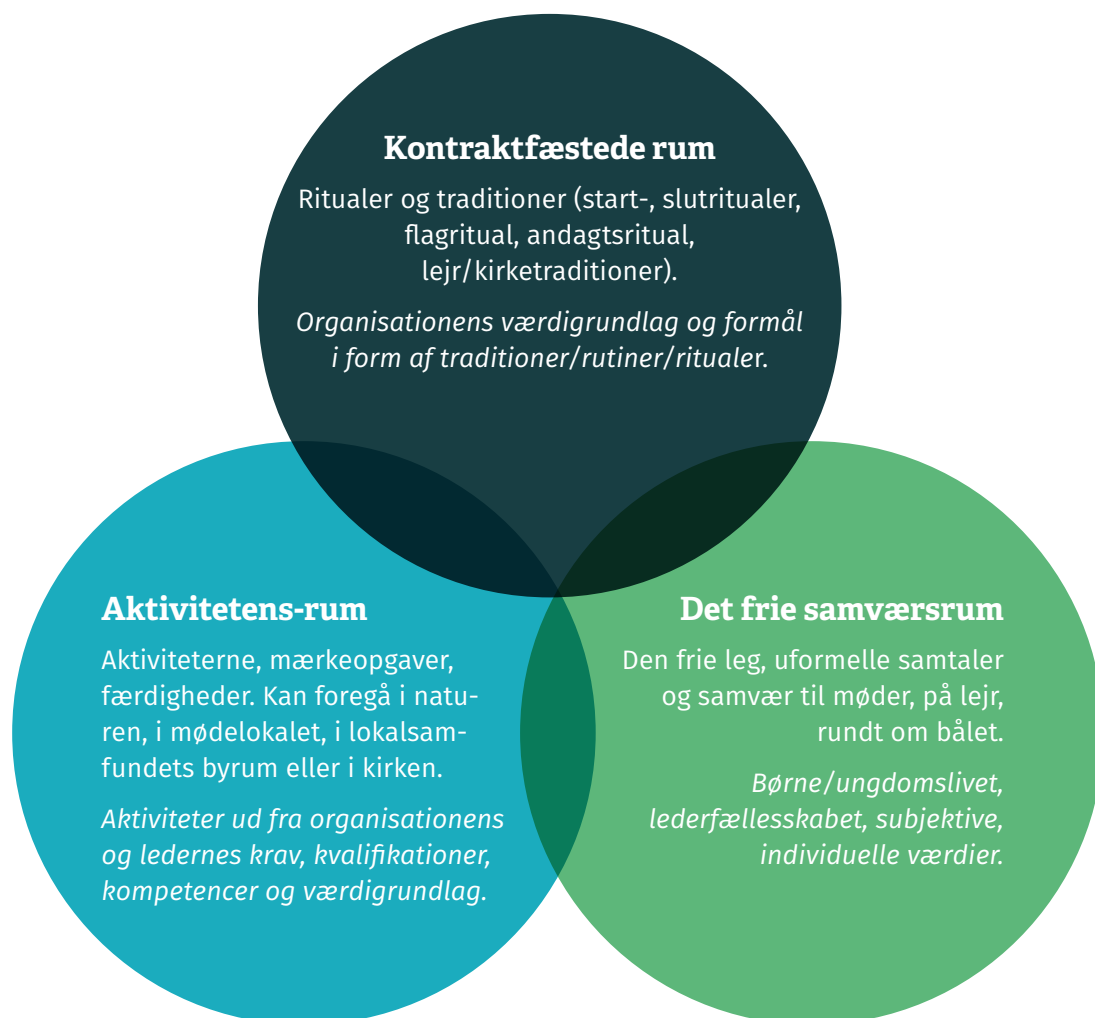 Kontraktfæstede rum
Ritualer og traditioner (start-, slutritualer,
flagritual, andagtsritual,
lejr/kirketraditioner).
Organisationens værdigrundlag og formål
i form af traditioner/rutiner/ritualer.
Aktivitetens-rum
Aktiviteterne, mærkeopgaver,
færdigheder. Kan foregå i natu-
ren, i mødelokalet, i lokalsam-
fundets byrum eller i kirken.
Aktiviteter ud fra organisationens
og ledernes krav, kvalifikationer,
kompetencer og værdigrundlag.
Det frie samværsrum
Den frie leg, uformelle samtaler
og samvær til møder, på lejr,
rundt om bålet.
Børne/ungdomslivet,
lederfællesskabet, subjektive,
individuelle værdier.